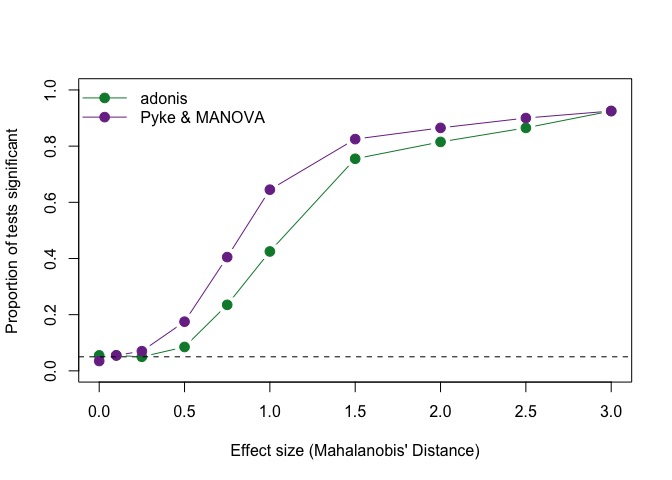 adonis
Pyke & MANOVA
Proportion of tests significant
1.0
0.8
0.6
0.4
0.2
0.0
0.0 0.5 1.0 1.5 2.0 2.5 3.0
Effect size (Mahalanobis' Distance)